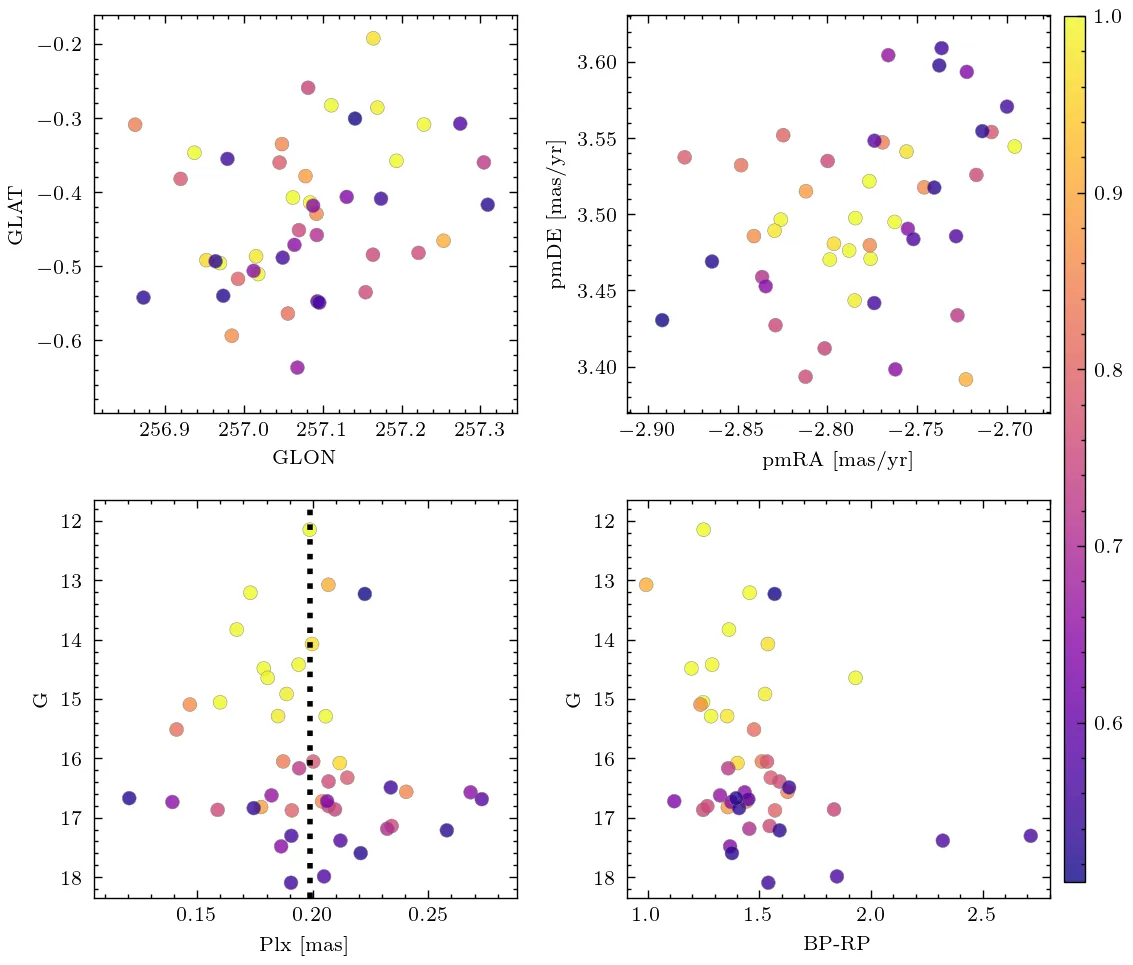 −0.2
−0.3
−0.4
−0.5
−0.6
GLAT
256.9 257.0 257.1 257.2 257.3
GLON
3.60
3.55
3.50
3.45
3.40
pmDE [mas/yr]
−2.90 −2.85 −2.80 −2.75 −2.70
pmRA [mas/yr]
12
13
14
15
16
17
18
G
0.15 0.20 0.25
Plx [mas]
12
13
14
15
16
17
18
G
1.0 1.5 2.0 2.5
BP-RP
1.0
0.9
0.8
0.7
0.6